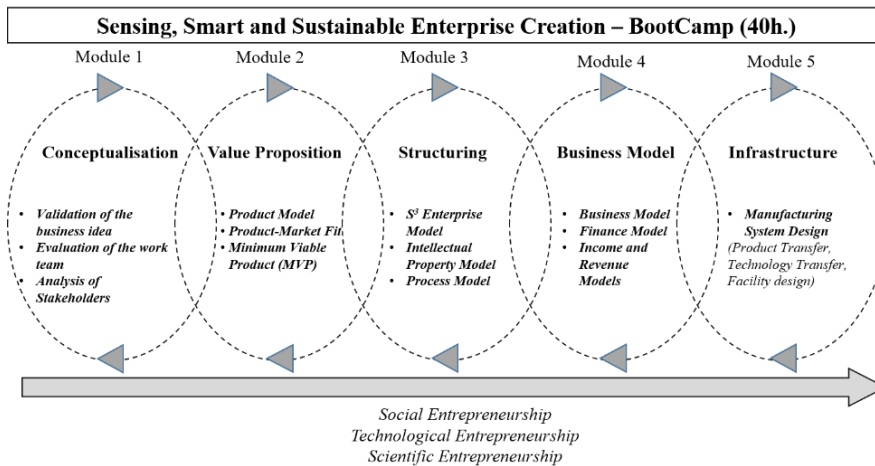 Sensing, Smart and Sustainable Enterprise Creation – BootCamp (40h.)
Module 1
Module 2
Module 3
Module 4
Module 5
Conceptualisation
• Validation of the
business idea
• Evaluation of the work
team
• Analysis of
Stakeholders
Value Proposition
• Product Model
• Product-Market Fit
• Minimum Viable
Product (MVP)
Structuring
• S³ Enterprise
Model
• Intellectual
Property Model
• Process Model
Business Model
• Business Model
• Finance Model
• Income and
Revenue
Models
Infrastructure
• Manufacturing
System Design
(Product Transfer,
Technology Transfer,
Facility design)
Social Entrepreneurship
Technological Entrepreneurship
Scientific Entrepreneurship